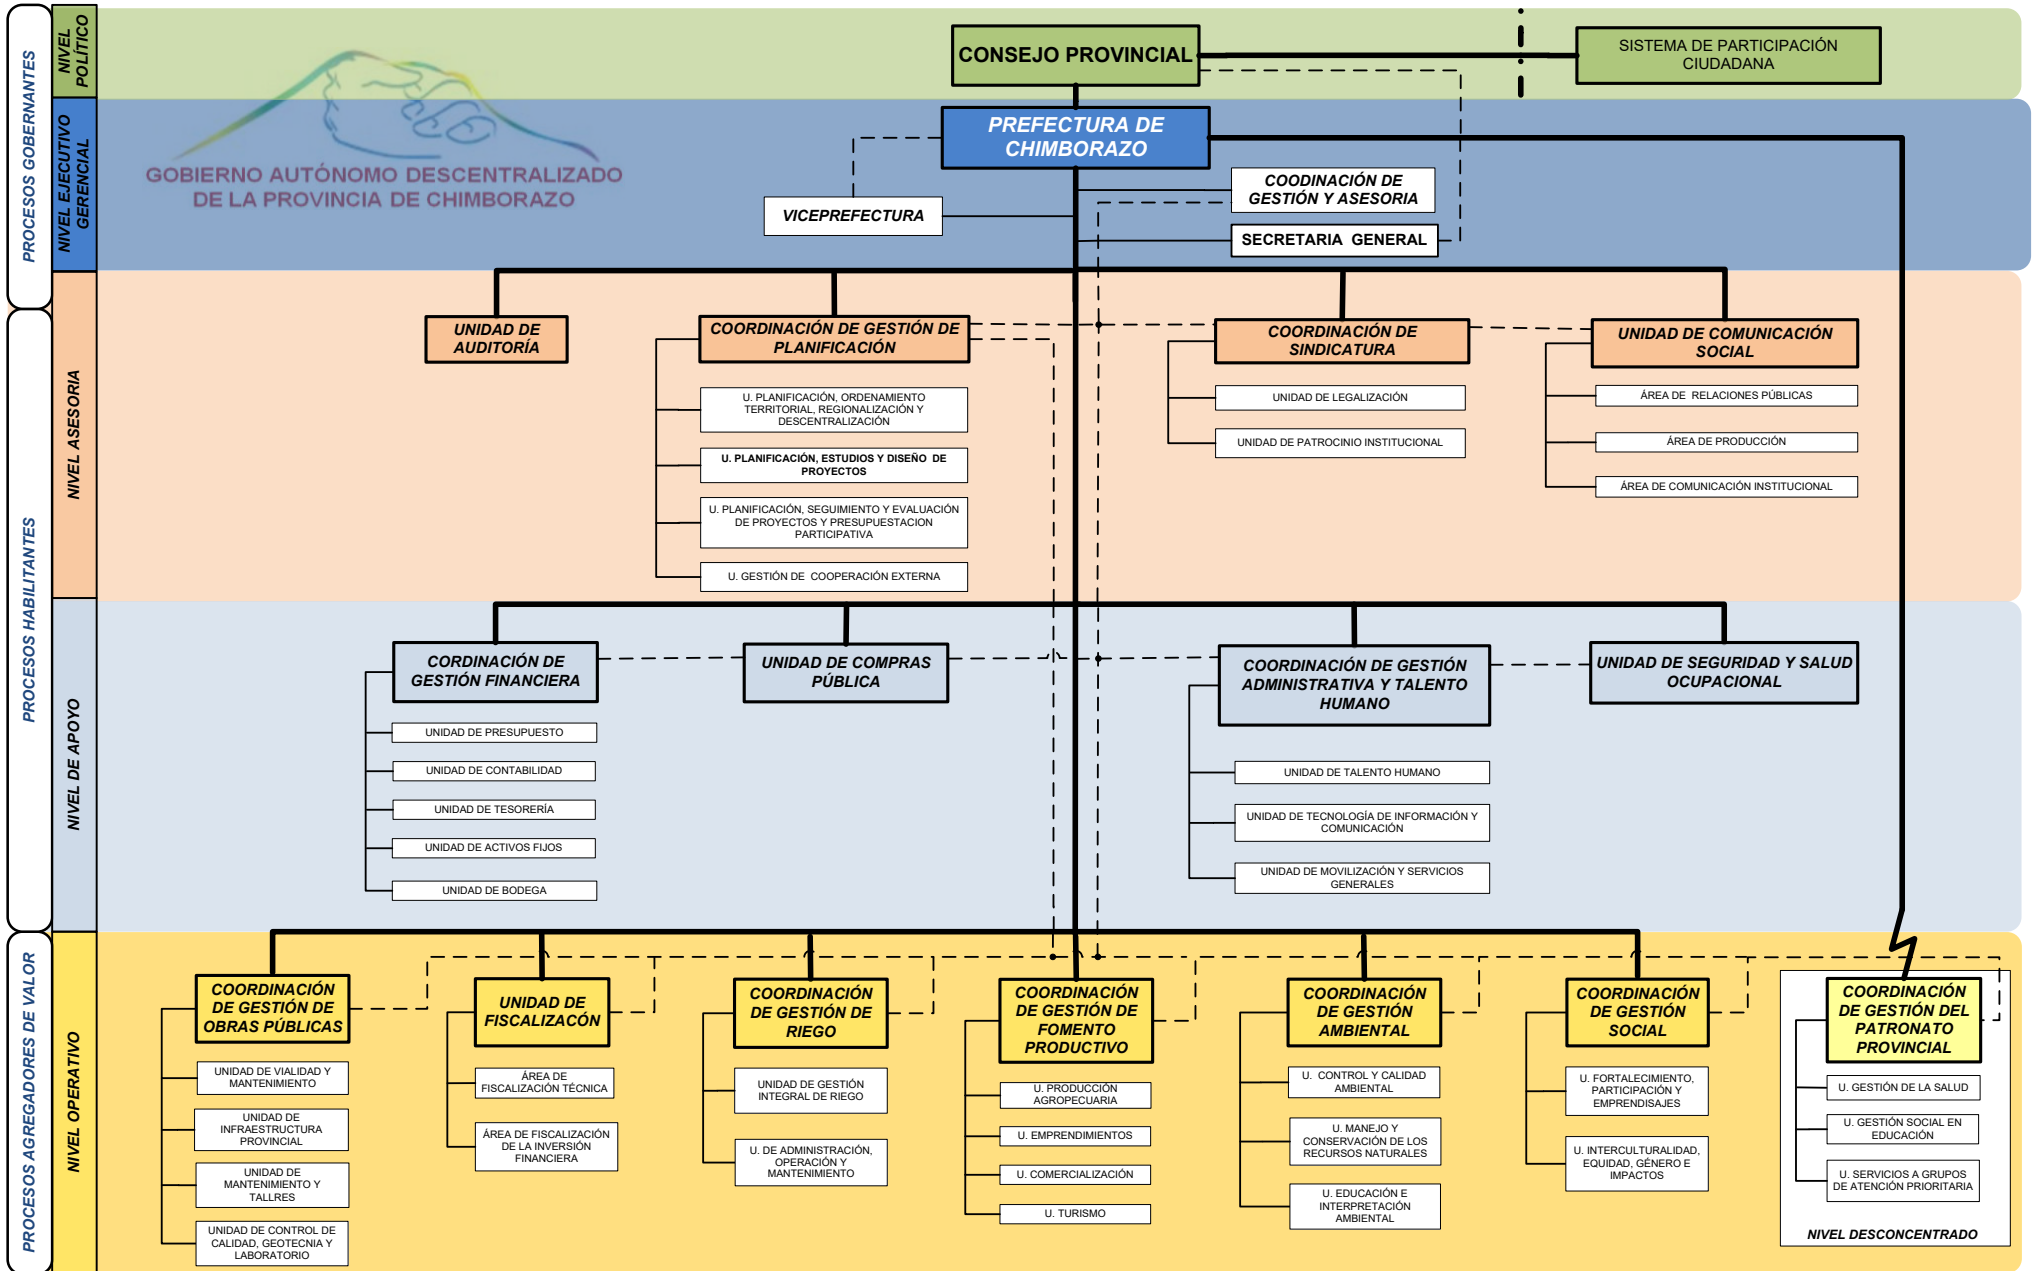 PROCESOS GOBERNANTES
NIVEL
POLÍTICO
CONSEJO PROVINCIAL
SISTEMA DE PARTICIPACIÓN
CIUDADANA
NIVEL EJECUTIVO
GERENCIAL
GOBIERNO AUTÓNOMO DESCENTRALIZADO
DE LA PROVINCIA DE CHIMBORAZO
PREFECTURA DE
CHIMBORAZO
VICEPREFECTURA
COODINACIÓN DE
GESTIÓN Y ASESORIA
SECRETARIA GENERAL
PROCESOS HABILITANTES
NIVEL ASESORIA
UNIDAD DE
AUDITORÍA
COORDINACIÓN DE GESTIÓN DE
PLANIFICACIÓN
U. PLANIFICACIÓN, ORDENAMIENTO
TERRITORIAL, REGIONALIZACIÓN Y
DESCENTRALIZACIÓN
U. PLANIFICACIÓN, ESTUDIOS Y DISEÑO DE
PROYECTOS
U. PLANIFICACIÓN, SEGUIMIENTO Y EVALUACIÓN
DE PROYECTOS Y PRESUPUESTACION
PARTICIPATIVA
U. GESTIÓN DE COOPERACIÓN EXTERNA
COORDINACIÓN DE
SINDICATURA
UNIDAD DE LEGALIZACIÓN
UNIDAD DE PATROCINIO INSTITUCIONAL
UNIDAD DE COMUNICACIÓN
SOCIAL
ÁREA DE RELACIONES PÚBLICAS
ÁREA DE PRODUCCIÓN
ÁREA DE COMUNICACIÓN INSTITUCIONAL
NIVEL DE APOYO
CORDINACIÓN DE
GESTIÓN FINANCIERA
UNIDAD DE PRESUPUESTO
UNIDAD DE CONTABILIDAD
UNIDAD DE TESORERÍA
UNIDAD DE ACTIVOS FIJOS
UNIDAD DE BODEGA
UNIDAD DE COMPRAS
PÚBLICA
COORDINACIÓN DE GESTIÓN
ADMINISTRATIVA Y TALENTO
HUMANO
UNIDAD DE TALENTO HUMANO
UNIDAD DE TECNOLOGÍA DE INFORMACIÓN Y
COMUNICACIÓN
UNIDAD DE MOVILIZACIÓN Y SERVICIOS
GENERALES
UNIDAD DE SEGURIDAD Y SALUD
OCUPACIONAL
PROCESOS AGREGADORES DE VALOR
NIVEL OPERATIVO
COORDINACIÓN
DE GESTIÓN DE
OBRAS PÚBLICAS
UNIDAD DE VIALIDAD Y
MANTENIMIENTO
UNIDAD DE
INFRAESTRUCTURA
PROVINCIAL
UNIDAD DE
MANTENIMIENTO Y
TALLRES
UNIDAD DE CONTROL DE
CALIDAD, GEOTECNIA Y
LABORATORIO
UNIDAD DE
FISCALIZACÓN
ÁREA DE
FISCALIZACIÓN TÉCNICA
ÁREA DE FISCALIZACIÓN
DE LA INVERSIÓN
FINANCIERA
COORDINACIÓN
DE GESTIÓN DE
RIEGO
UNIDAD DE GESTIÓN
INTEGRAL DE RIEGO
U. DE ADMINISTRACIÓN,
OPERACIÓN Y
MANTENIMIENTO
COORDINACIÓN
DE GESTIÓN DE
FOMENTO
PRODUCTIVO
U. PRODUCCIÓN
AGROPECUARIA
U. EMPRENDIMIENTOS
U. COMERCIALIZACIÓN
U. TURISMO
COORDINACIÓN
DE GESTIÓN
AMBIENTAL
U. CONTROL Y CALIDAD
AMBIENTAL
U. MANEJO Y
CONSERVACIÓN DE LOS
RECURSOS NATURALES
U. EDUCACIÓN E
INTERPRETACIÓN
AMBIENTAL
COORDINACIÓN
DE GESTIÓN
SOCIAL
U. FORTALECIMIENTO,
PARTICIPACIÓN Y
EMPRENDISAJES
U. INTERCULTURALIDAD,
EQUIDAD, GÉNERO E
IMPACTOS
COORDINACIÓN
DE GESTIÓN DEL
PATRONATO
PROVINCIAL
U. GESTIÓN DE LA SALUD
U. GESTIÓN SOCIAL EN
EDUCACIÓN
U. SERVICIOS A GRUPOS
DE ATENCIÓN PRIORITARIA
NIVEL DESCONCENTRADO